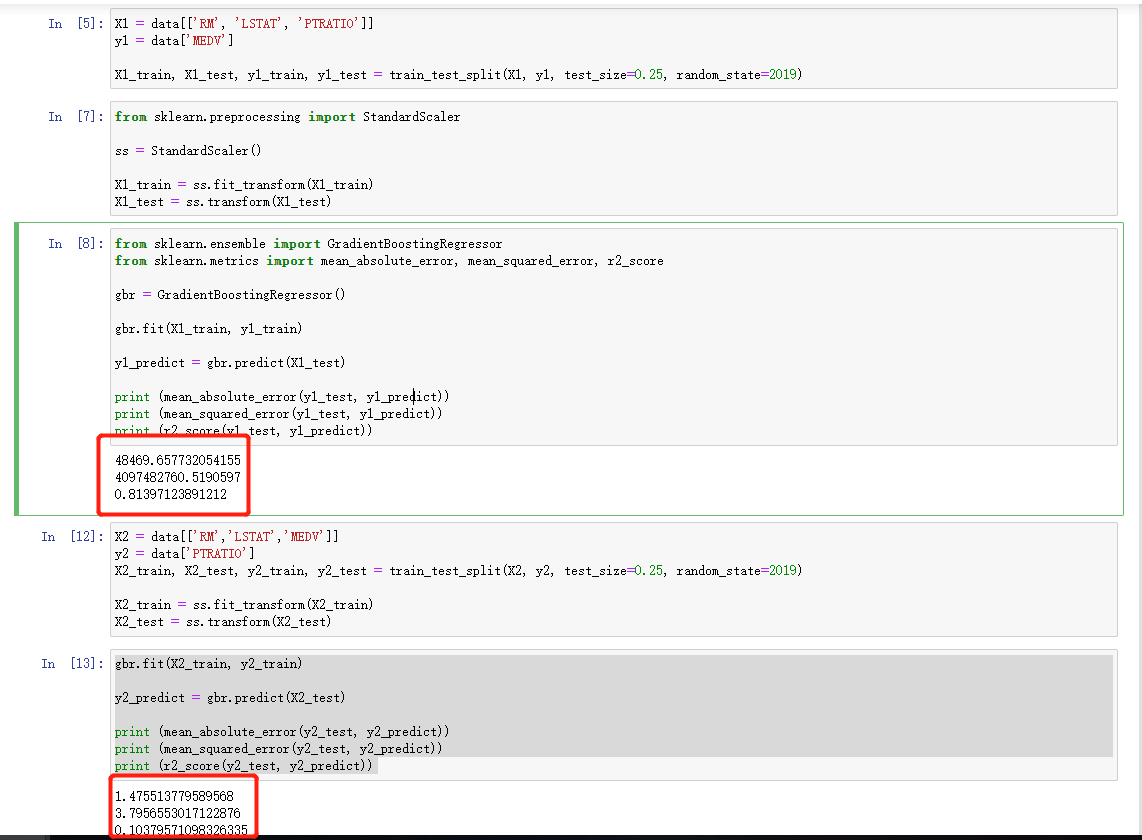 In [5]: X1 = data[['RM', 'LSTAT', 'PTRATIO']]
y1 = data['MEDV']
X1_train, X1_test, y1_train, y1_test = train_test_split(X1, y1, test_size=0.25, random_state=2019)
In [7]: from sklearn.preprocessing import StandardScaler
ss = StandardScaler()
X1_train = ss.fit_transform(X1_train)
X1_test = ss.transform(X1_test)
In [8]: from sklearn.ensemble import GradientBoostingRegressor
from sklearn.metrics import mean_absolute_error, mean_squared_error, r2_score
gbr = GradientBoostingRegressor()
gbr.fit(X1_train, y1_train)
y1_predict = gbr.predict(X1_test)
print (mean_absolute_error(y1_test, y1_predict))
print (mean_squared_error(y1_test, y1_predict))
print (r2_score(y1_test, y1_predict))
48469.657732054155
4097482760.5190597
0.81397123891212
In [12]: X2 = data[['RM','LSTAT','MEDV']]
y2 = data['PTRATIO']
X2_train, X2_test, y2_train, y2_test = train_test_split(X2, y2, test_size=0.25, random_state=2019)
X2_train = ss.fit_transform(X2_train)
X2_test = ss.transform(X2_test)
In [13]: gbr.fit(X2_train, y2_train)
y2_predict = gbr.predict(X2_test)
print (mean_absolute_error(y2_test, y2_predict))
print (mean_squared_error(y2_test, y2_predict))
print (r2_score(y2_test, y2_predict))
1.475513779589568
3.7956553017122876
0.10379571098326335